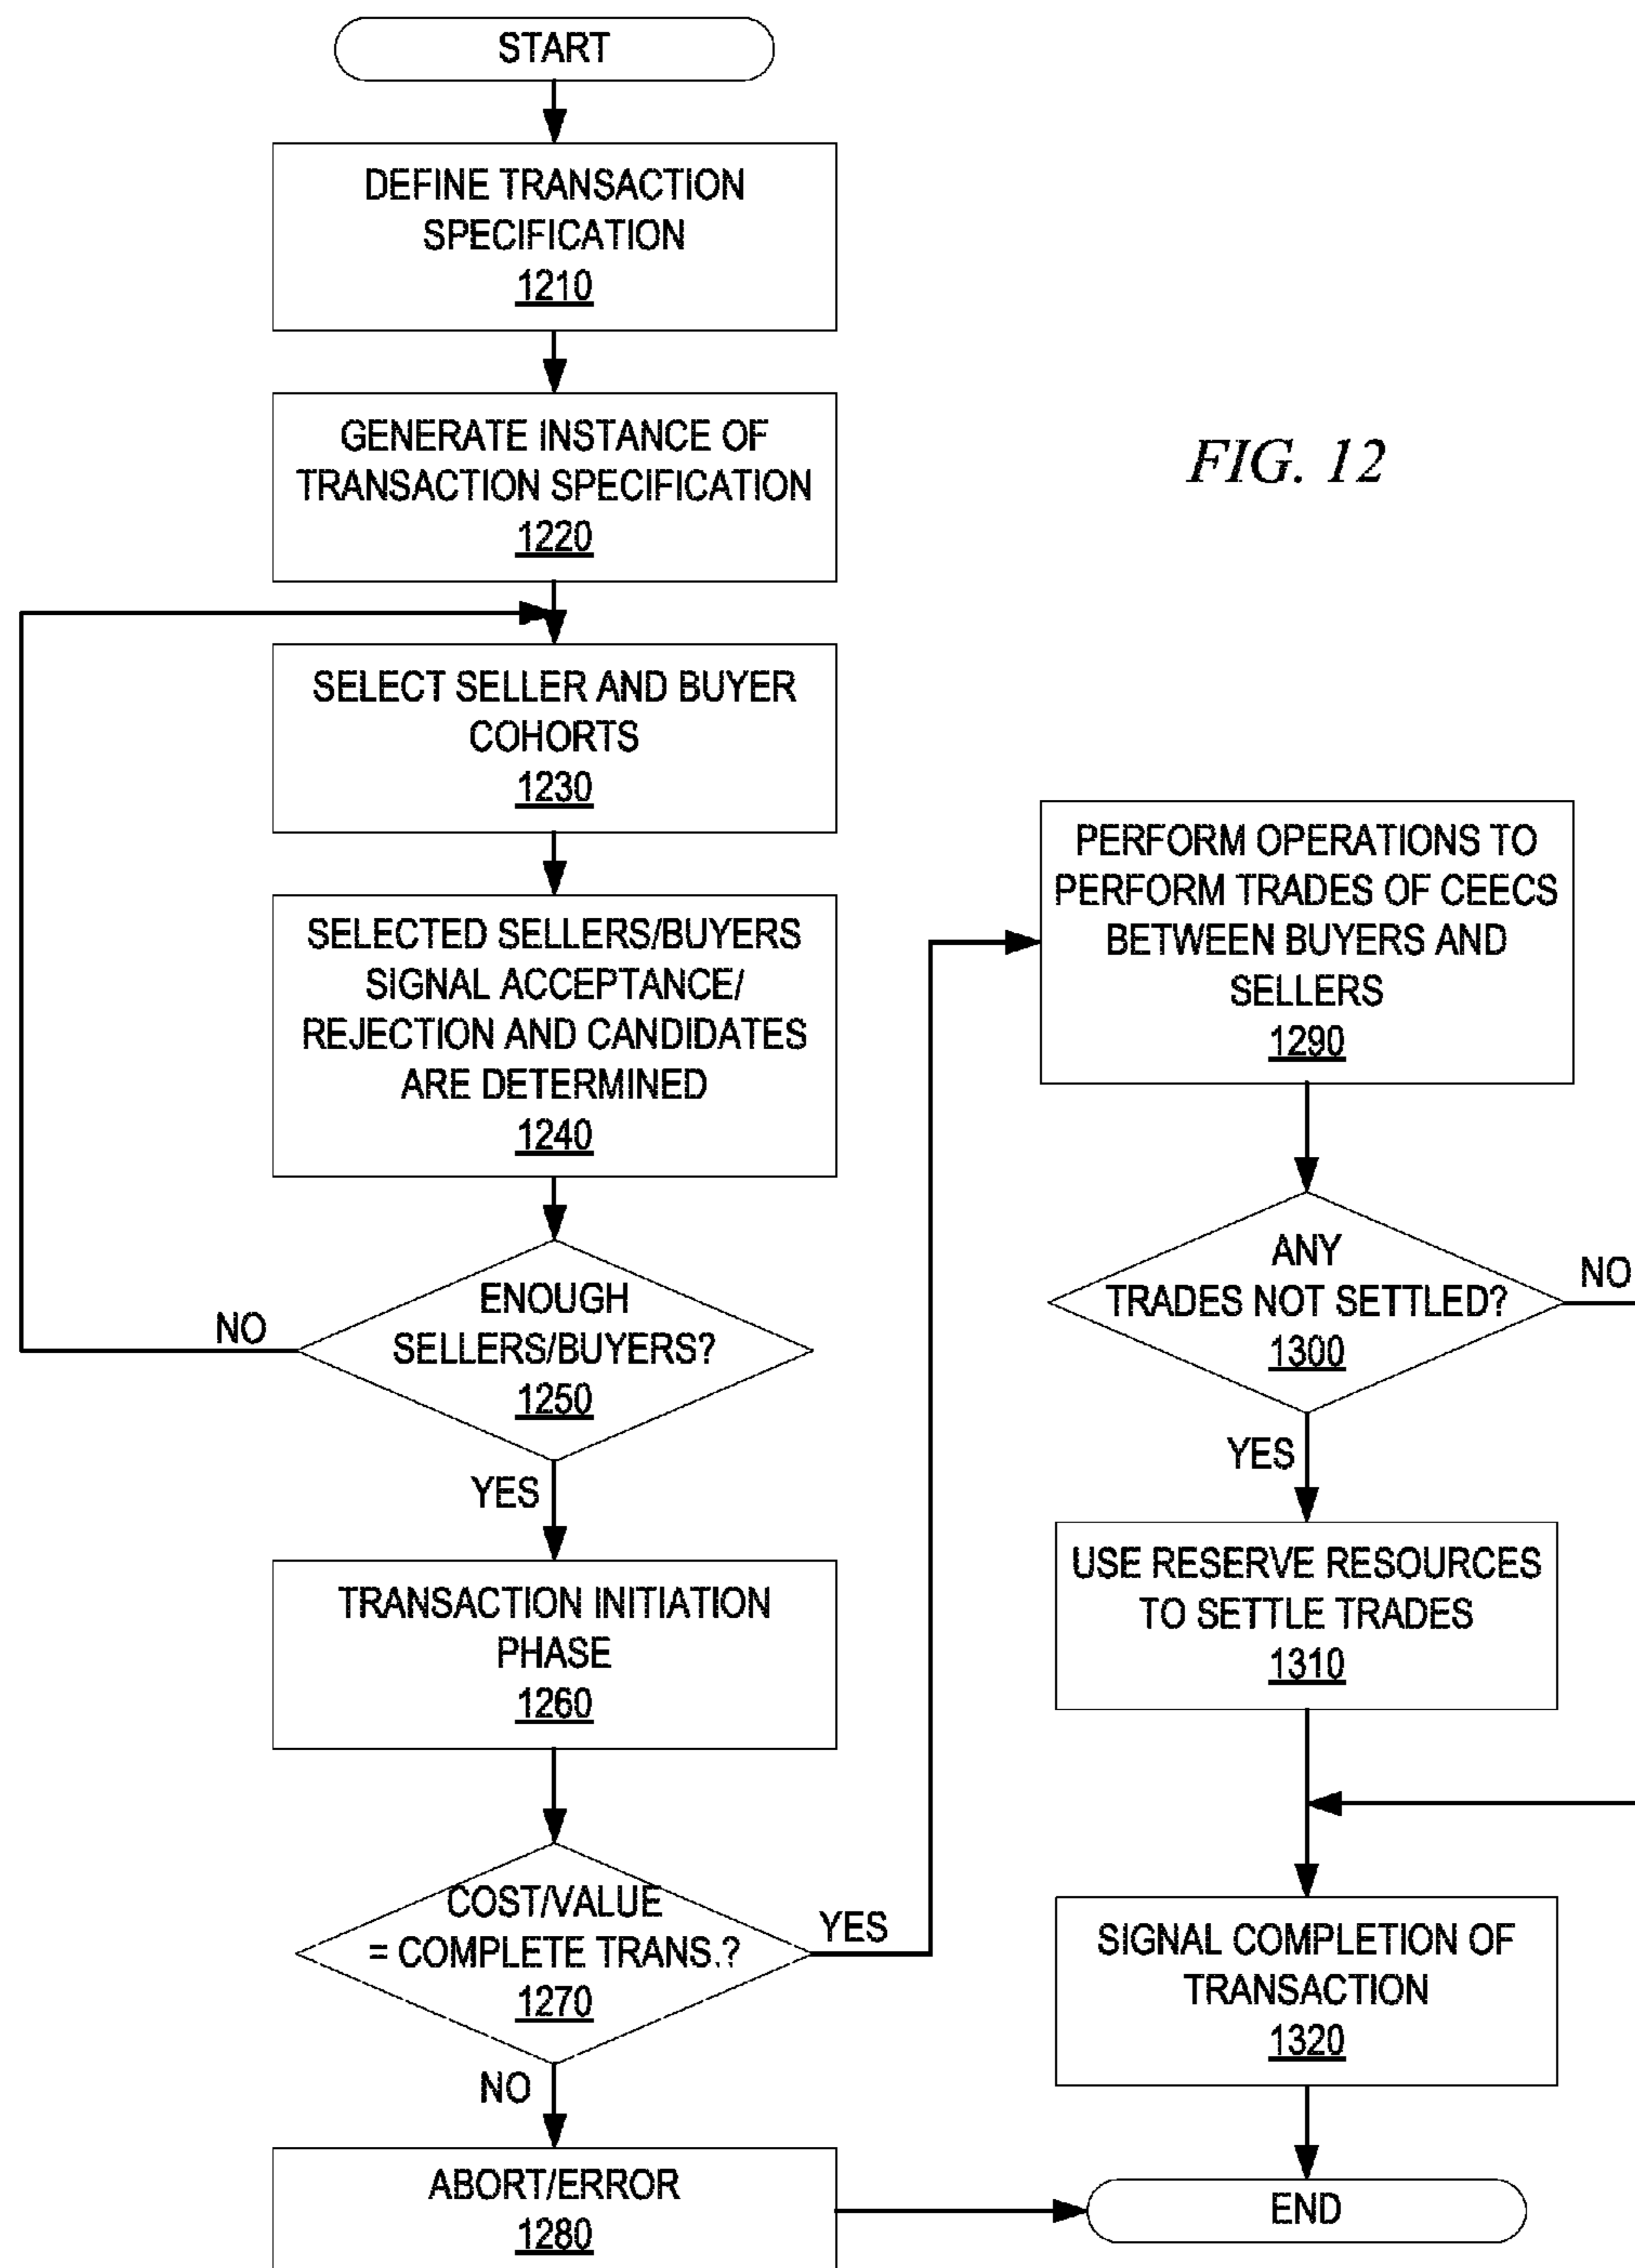 START
DEFINE TRANSACTION
SPECIFICATION
1210
GENERATE INSTANCE OF
TRANSACTION SPECIFICATION
1220
FIG. 12
SELECT SELLER AND BUYER
COHORTS
1230
SELECTED SELLERS/BUYERS
SIGNAL ACCEPTANCE/
REJECTION AND CANDIDATES
ARE DETERMINED
1240
ENOUGH
SELLERS/BUYERS?
1250
NO
YES
TRANSACTION INITIATION
PHASE
1260
COST/VALUE
= COMPLETE TRANS.?
1270
YES
NO
ABORT/ERROR
1280
PERFORM OPERATIONS TO
PERFORM TRADES OF CEECS
BETWEEN BUYERS AND
SELLERS
1290
ANY
TRADES NOT SETTLED?
1300
NO
YES
USE RESERVE RESOURCES
TO SETTLE TRADES
1310
SIGNAL COMPLETION OF
TRANSACTION
1320
END